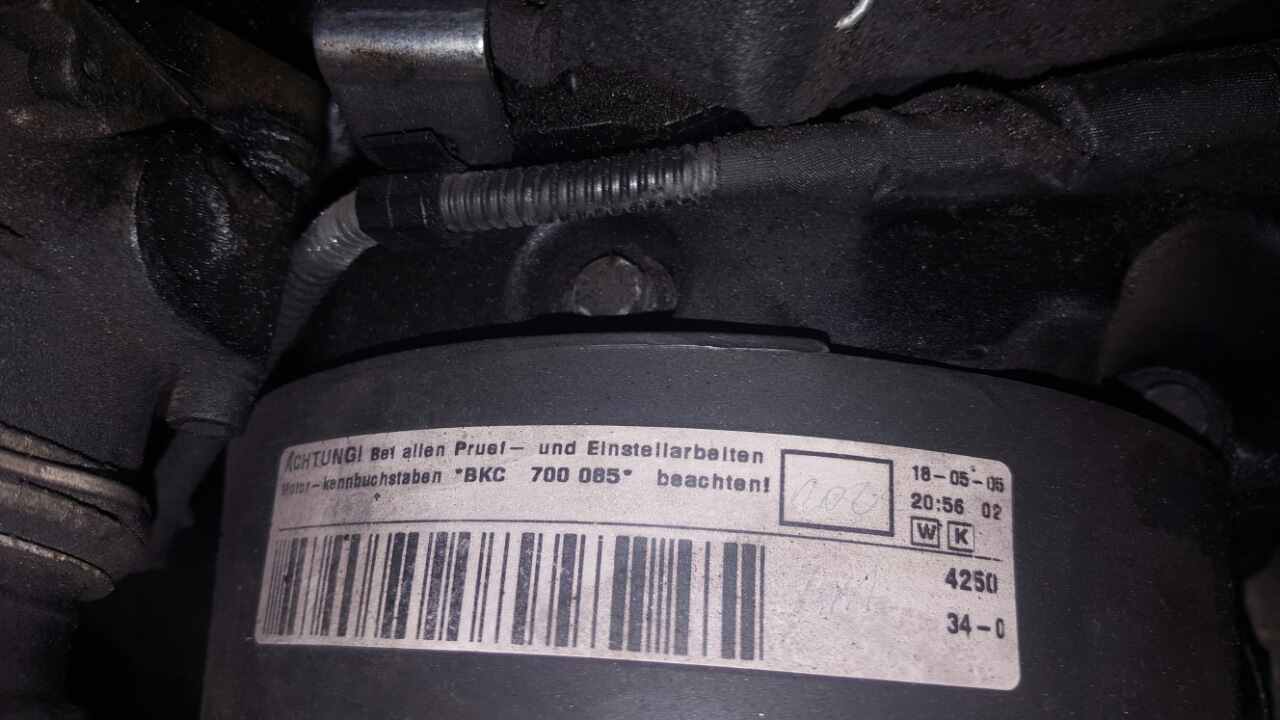 ACHTUNG! Bei allen Pruef- und Einstellarbeiten
Motor-kennbuchstaben "BKC 700 085" beachten!
18-05-05
20:56 02
W K
4250
34-0